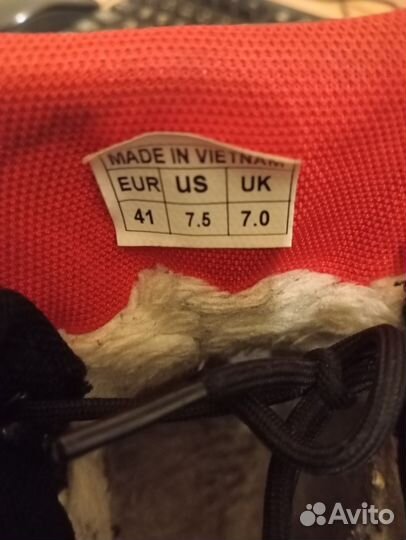 MADE IN VIETNAM
EUR US UK
41 7.5 7.0
Avito